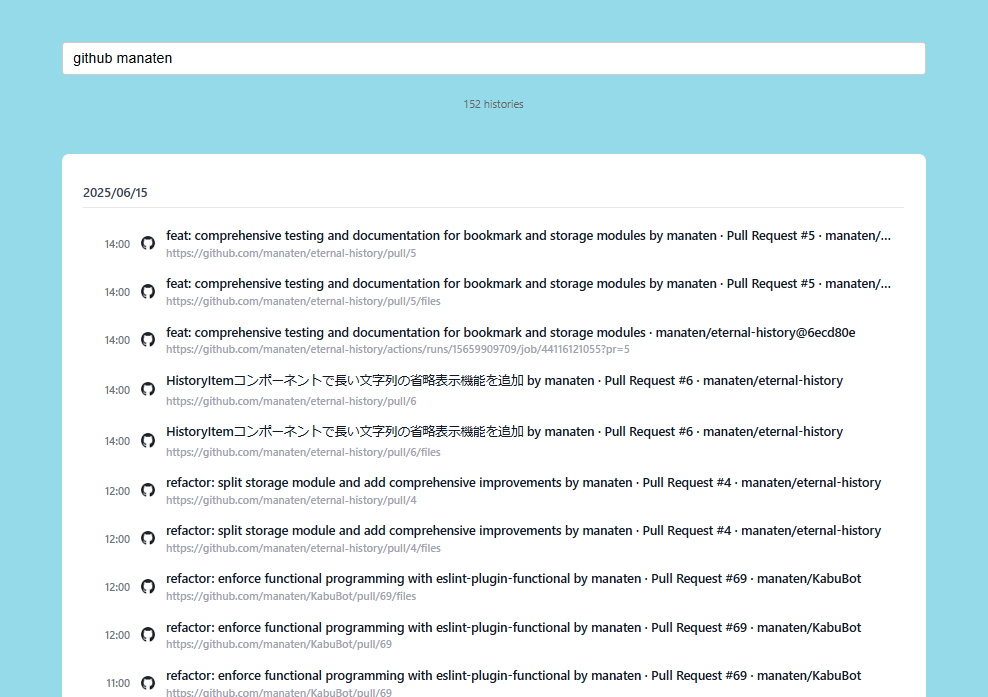 github manaten
152 histories
2025/06/15
14:00 feat: comprehensive testing and documentation for bookmark and storage modules by manaten · Pull Request #5 · manaten/...
https://github.com/manaten/eternal-history/pull/5
14:00 feat: comprehensive testing and documentation for bookmark and storage modules by manaten · Pull Request #5 · manaten/...
https://github.com/manaten/eternal-history/pull/5/files
14:00 feat: comprehensive testing and documentation for bookmark and storage modules · manaten/eternal-history@6ecd80e
https://github.com/manaten/eternal-history/actions/runs/15659909709/job/44116121055?pr=5
14:00 HistoryItemコンポーネントで長い文字列の省略表示機能を追加 by manaten · Pull Request #6 · manaten/eternal-history
https://github.com/manaten/eternal-history/pull/6
14:00 HistoryItemコンポーネントで長い文字列の省略表示機能を追加 by manaten · Pull Request #6 · manaten/eternal-history
https://github.com/manaten/eternal-history/pull/6/files
12:00 refactor: split storage module and add comprehensive improvements by manaten · Pull Request #4 · manaten/eternal-history
https://github.com/manaten/eternal-history/pull/4
12:00 refactor: split storage module and add comprehensive improvements by manaten · Pull Request #4 · manaten/eternal-history
https://github.com/manaten/eternal-history/pull/4/files
12:00 refactor: enforce functional programming with eslint-plugin-functional by manaten · Pull Request #69 · manaten/KabuBot
https://github.com/manaten/KabuBot/pull/69/files
12:00 refactor: enforce functional programming with eslint-plugin-functional by manaten · Pull Request #69 · manaten/KabuBot
https://github.com/manaten/KabuBot/pull/69
11:00 refactor: enforce functional programming with eslint-plugin-functional by manaten · Pull Request #69 · manaten/KabuBot
https://github.com/manaten/KabuBot/pull/69